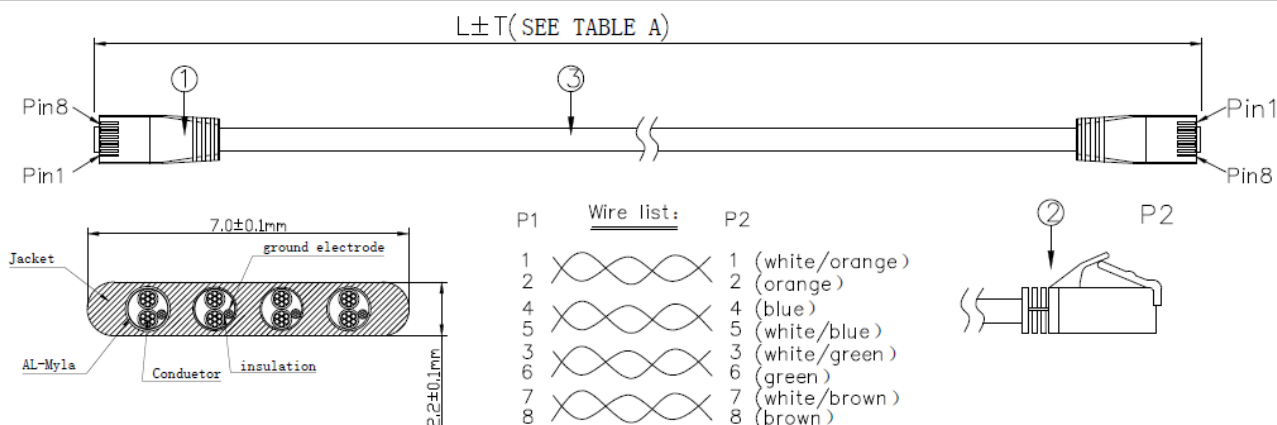 L±T(SEE TABLE A)
① ③
Pin8 Pin1
Pin1 Pin8
7.0±0.1mm
ground electrode
Jacket
AL-Myla
Conduetor
insulation
2.2±0.1mm
P1 Wire list: P2
1 1 (white/orange)
2 2 (orange)
4 4 (blue)
5 5 (white/blue)
3 3 (white/green)
6 6 (green)
7 7 (white/brown)
8 8 (brown)
② P2